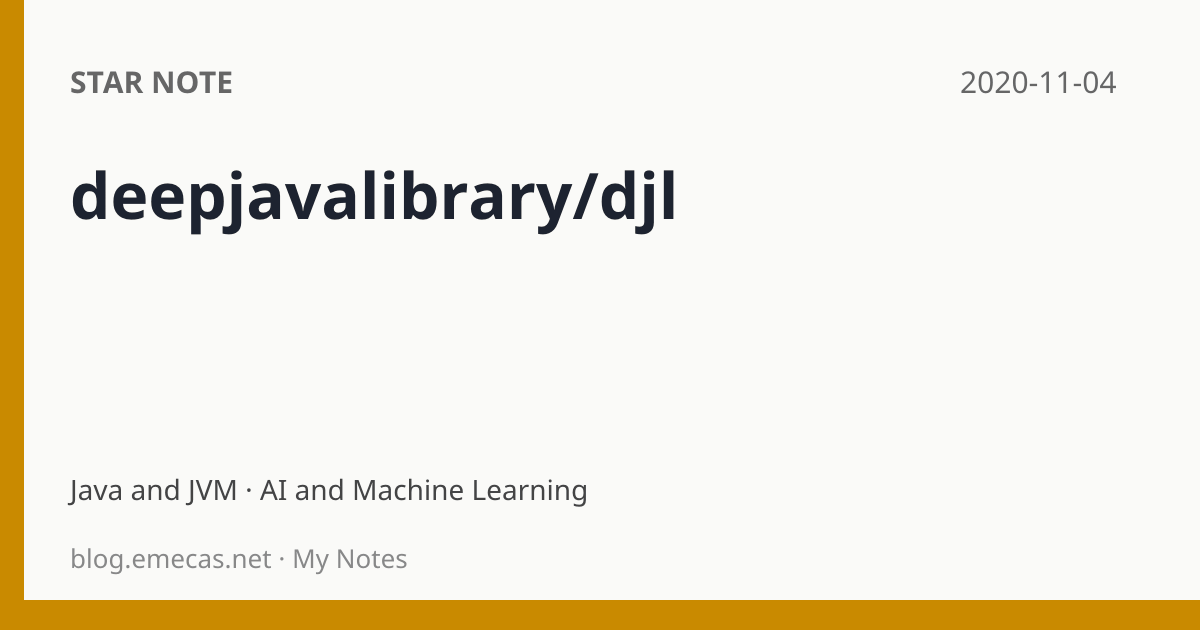 STAR NOTE 2020-11-04
deepjavalibrary/djl
Java and JVM · AI and Machine Learning
blog.emecas.net · My Notes